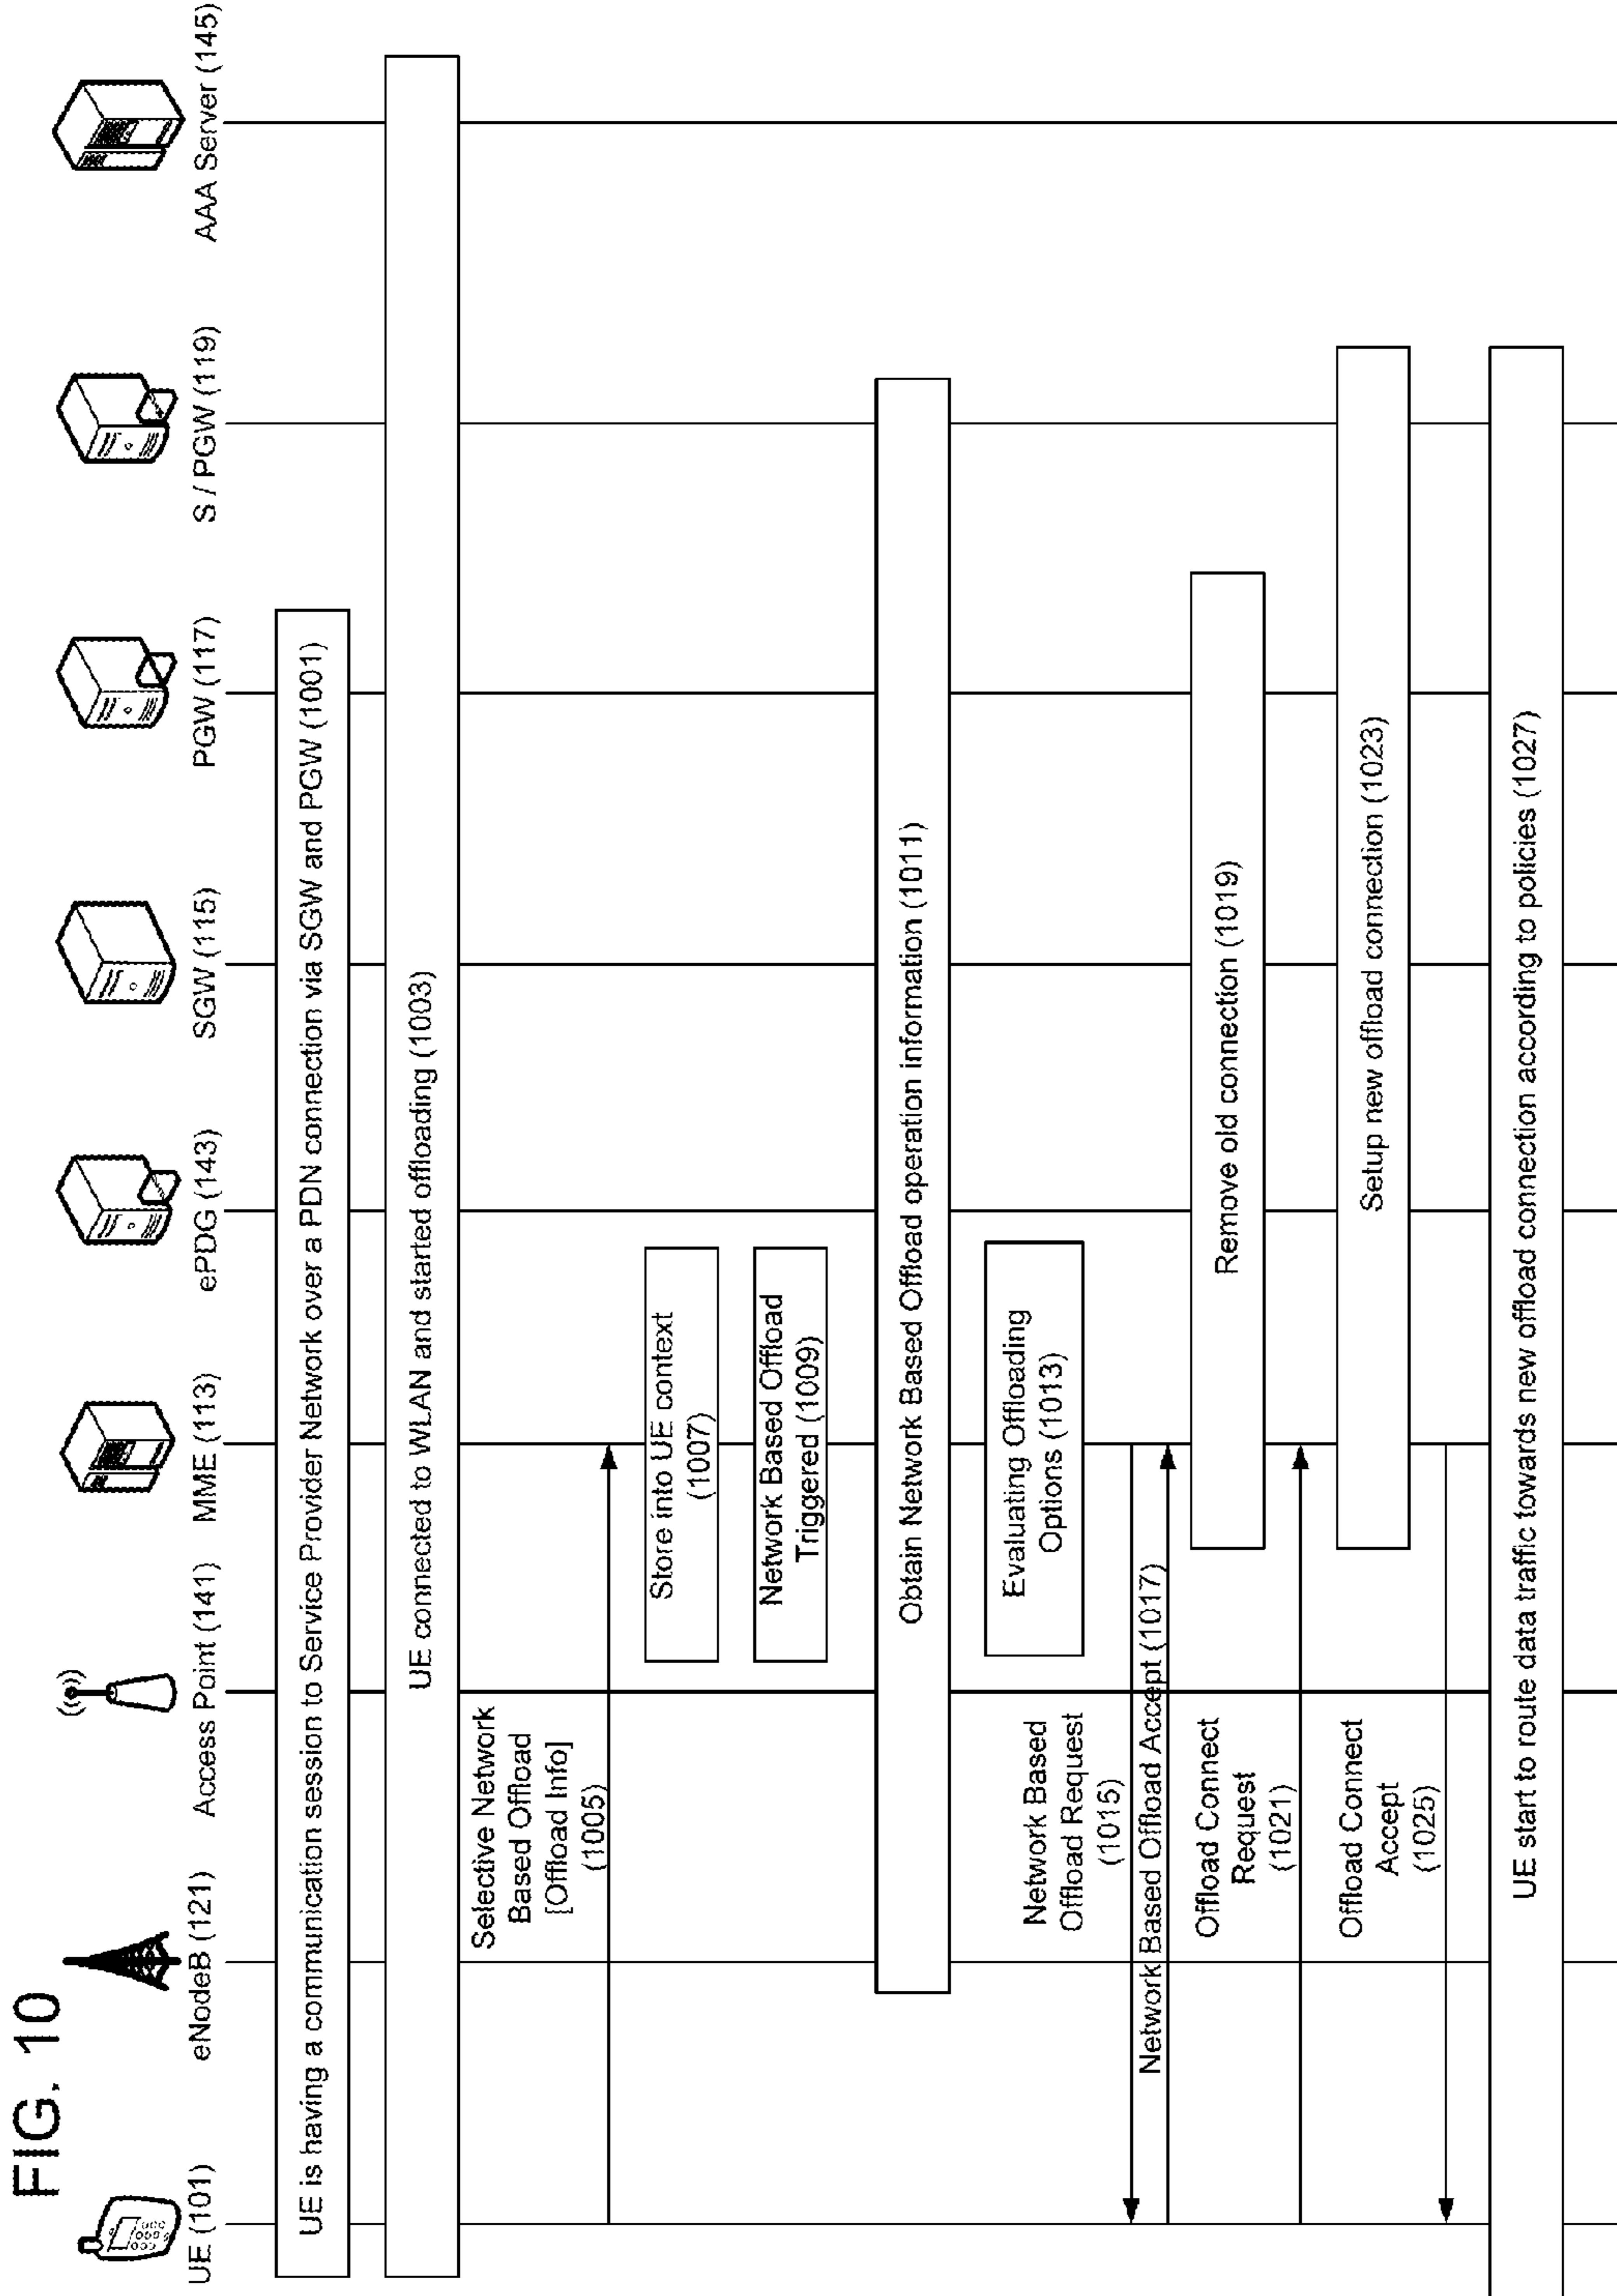 FIG. 10
UE (101)
eNodeB (121)
Access Point (141)
MME (113)
ePDG (143)
SGW (115)
PGW (117)
S / PGW (119)
AAA Server (145)
UE is having a communication session to Service Provider Network over a PDN connection via SGW and PGW (1001)
UE connected to WLAN and started offloading (1003)
Selective Network
Based Offload
[Offload Info]
(1005)
Store into UE context
(1007)
Network Based Offload
Triggered (1009)
Obtain Network Based Offload operation information (1011)
Evaluating Offloading
Options (1013)
Network Based
Offload Request
(1015)
Network Based Offload Accept (1017)
Remove old connection (1019)
Offload Connect
Request
(1021)
Setup new offload connection (1023)
Offload Connect
Accept
(1025)
UE start to route data traffic towards new offload connection according to policies (1027)